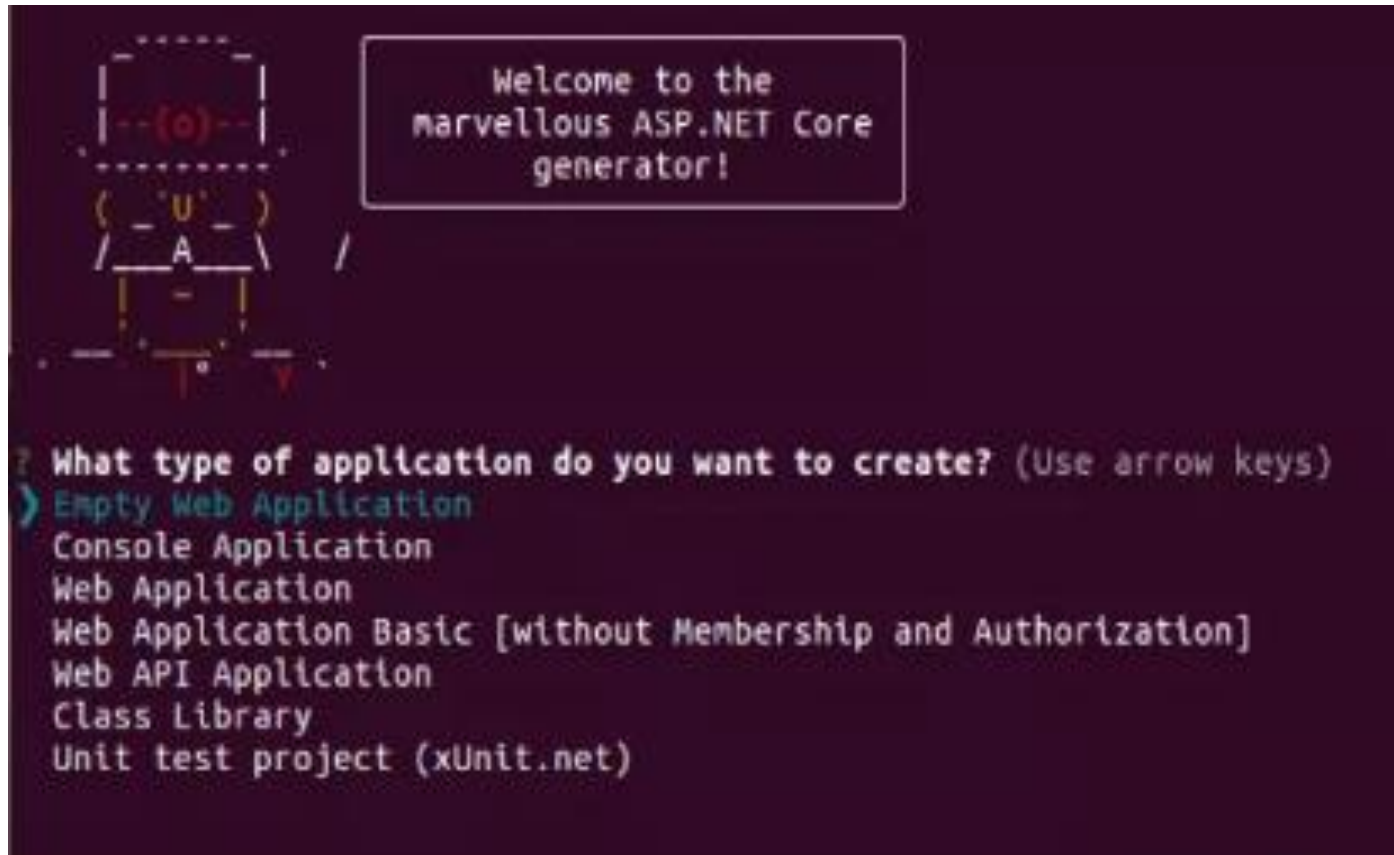 Welcome to the
marvellous ASP.NET Core
generator!
? What type of application do you want to create? (Use arrow keys)
❯ Empty Web Application
Console Application
Web Application
Web Application Basic [without Membership and Authorization]
Web API Application
Class Library
Unit test project (xUnit.net)